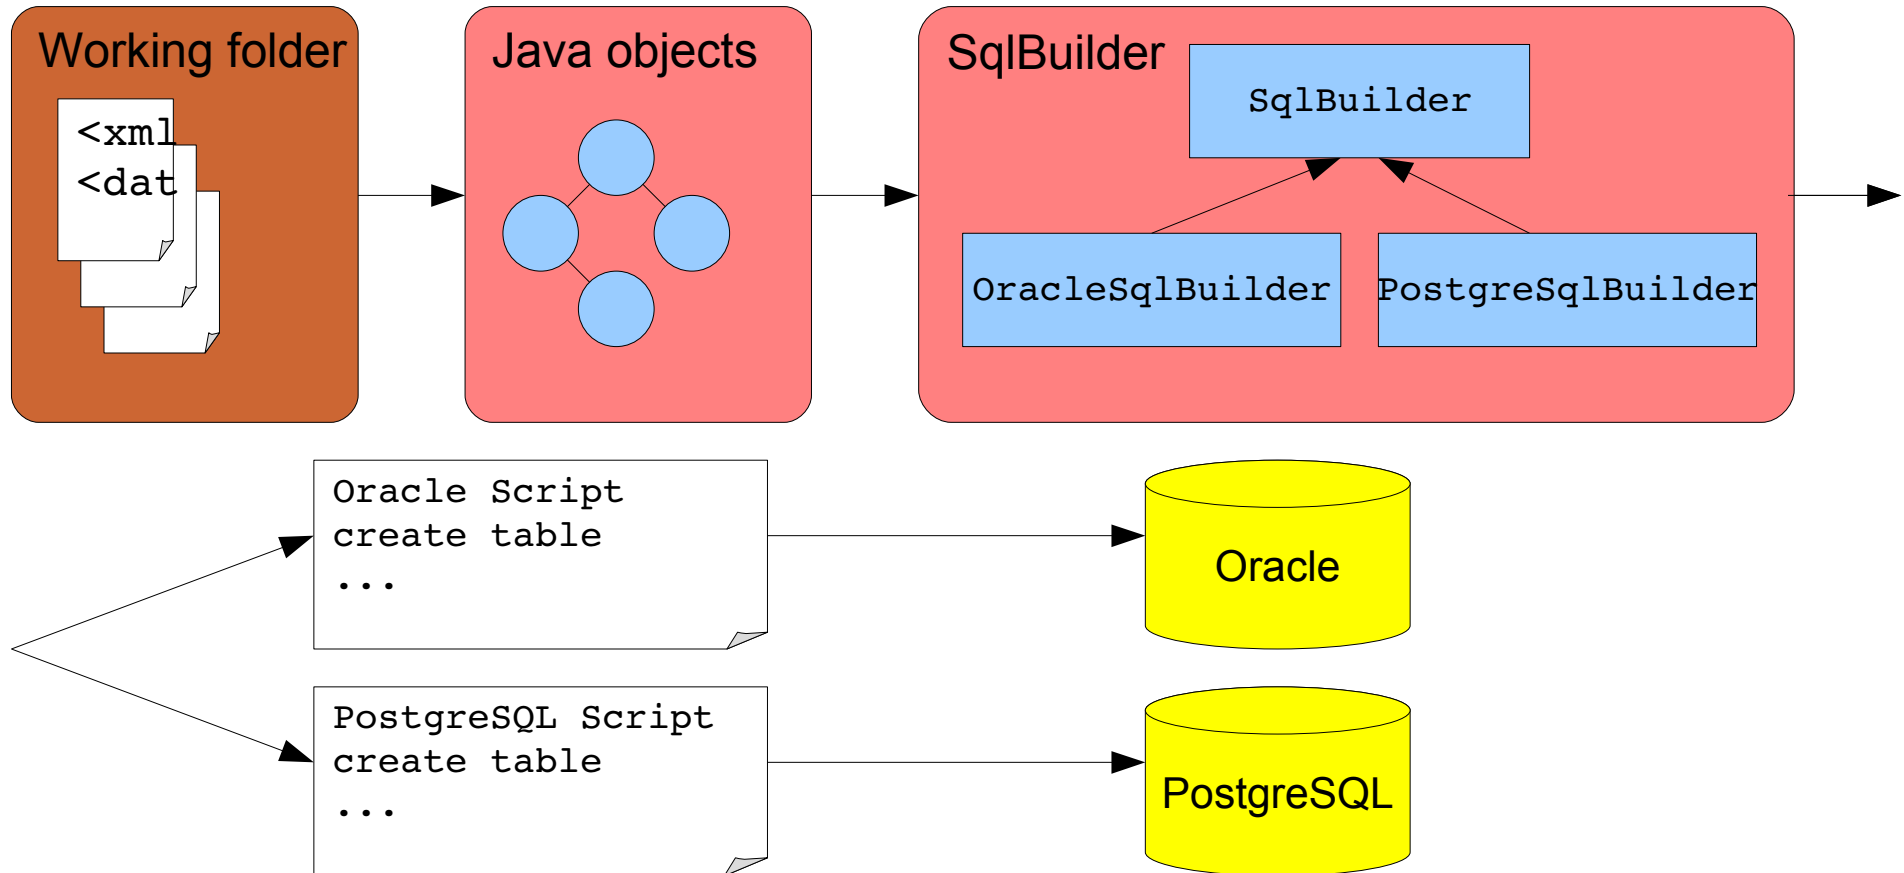 Working folder
<xml
<dat
Java objects
SqlBuilder
SqlBuilder
OracleSqlBuilder
PostgreSqlBuilder
Oracle Script
create table
...
Oracle
PostgreSQL Script
create table
...
PostgreSQL